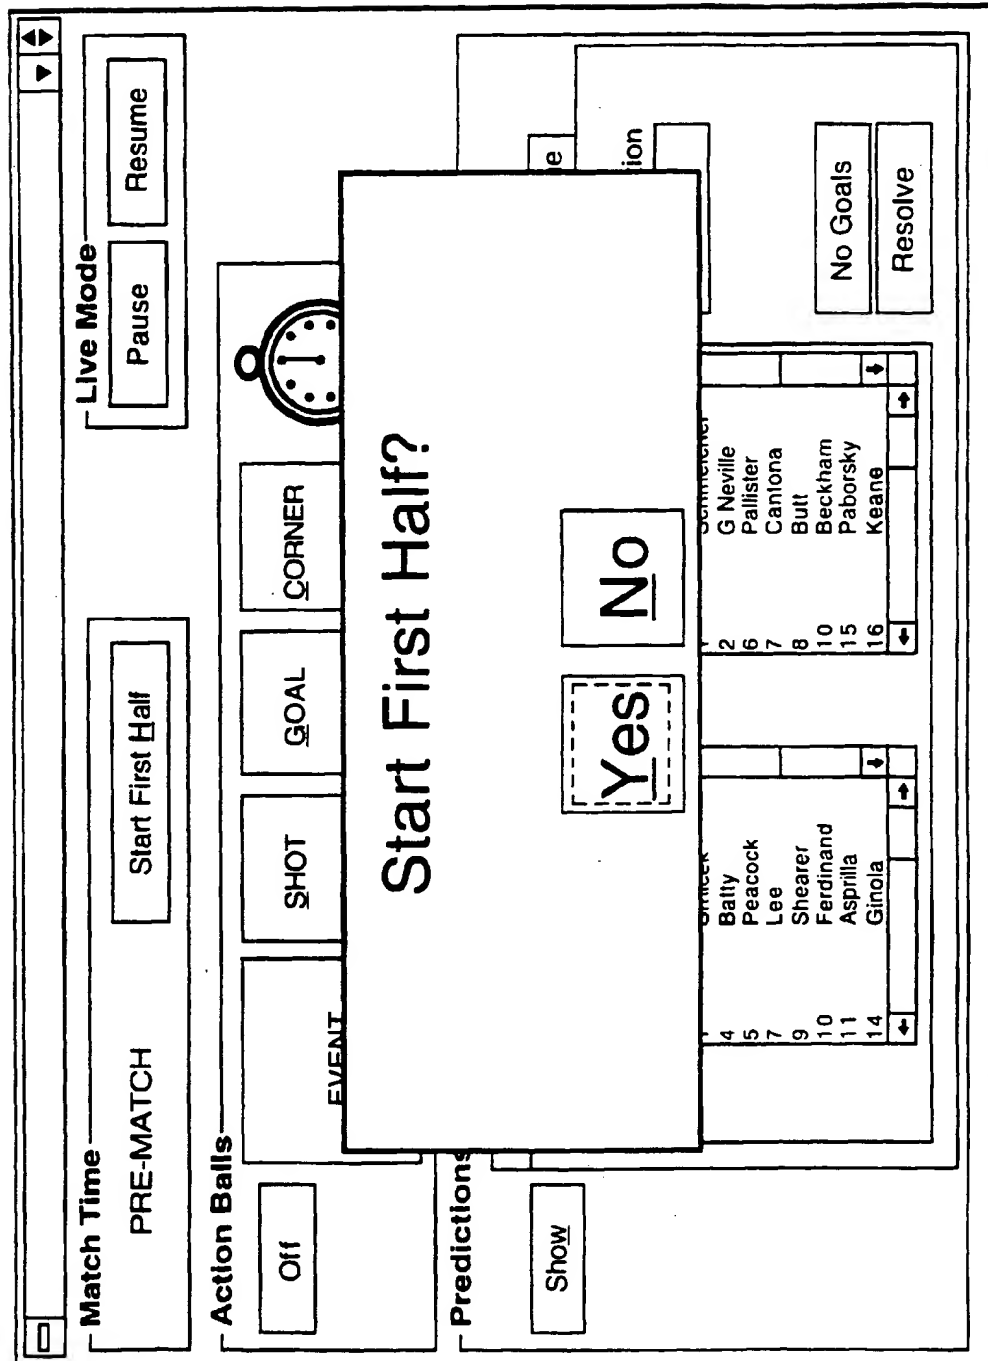 Match Time
PRE-MATCH
Start First Half
Live Mode
Pause
Resume
Action Balls
Off
EVENT
SHOT
GOAL
CORNER
Start First Half?
Yes
No
Predictions
Show
4 Batty
5 Peacock
7 Lee
9 Shearer
10 Ferdinand
11 Asprilla
14 Ginola
2 G Neville
6 Pallister
7 Cantona
8 Butt
10 Beckham
15 Paborsky
16 Keane
No Goals
Resolve